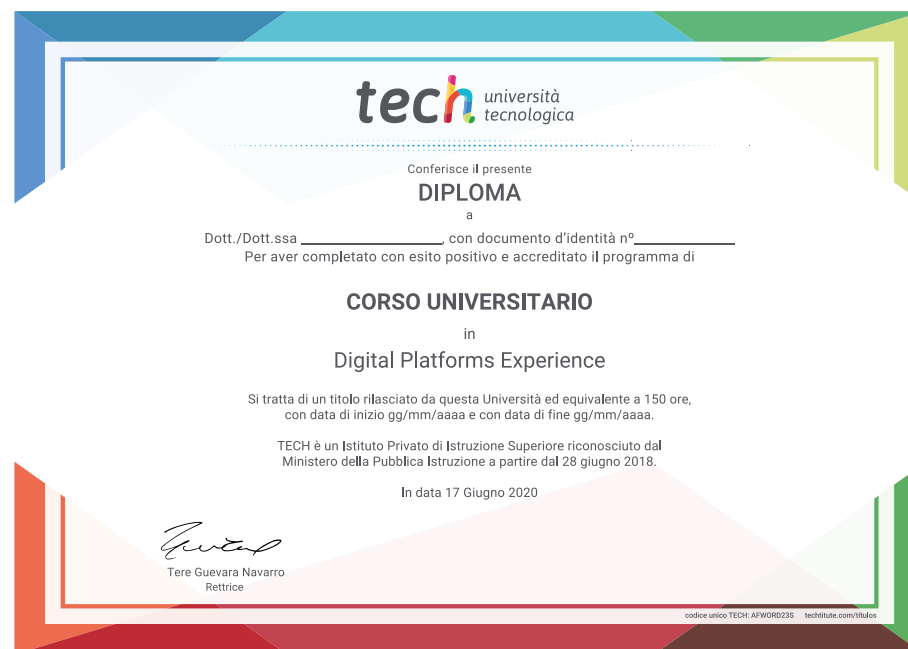 tech università
tecnologica
Conferisce il presente
DIPLOMA
a
Dott./Dott.ssa ____________________, con documento d'identità nº______________
Per aver completato con esito positivo e accreditato il programma di
CORSO UNIVERSITARIO
in
Digital Platforms Experience
Si tratta di un titolo rilasciato da questa Università ed equivalente a 150 ore,
con data di inizio gg/mm/aaaa e con data di fine gg/mm/aaaa.
TECH è un Istituto Privato di Istruzione Superiore riconosciuto dal
Ministero della Pubblica Istruzione a partire dal 28 giugno 2018.
In data 17 Giugno 2020
Tere Guevara Navarro
Rettrice
codice unico TECH: AFWORD23S techtitute.com/títulos